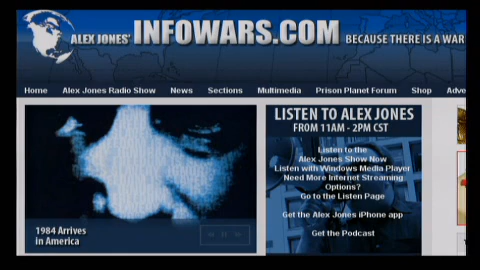 ALEX JONES' INFOWARS.COM BECAUSE THERE IS A WAR
Home Alex Jones Radio Show News Sections Multimedia Prison Planet Forum Shop Adve
LISTEN TO ALEX JONES
FROM 11AM - 2PM CST
Listen to the
Alex Jones Show Now
Listen with Windows Media Player
Need More Internet Streaming
Options?
Go to the Listen Page
Get the Alex Jones iPhone app
Get the Podcast
1984 Arrives
in America